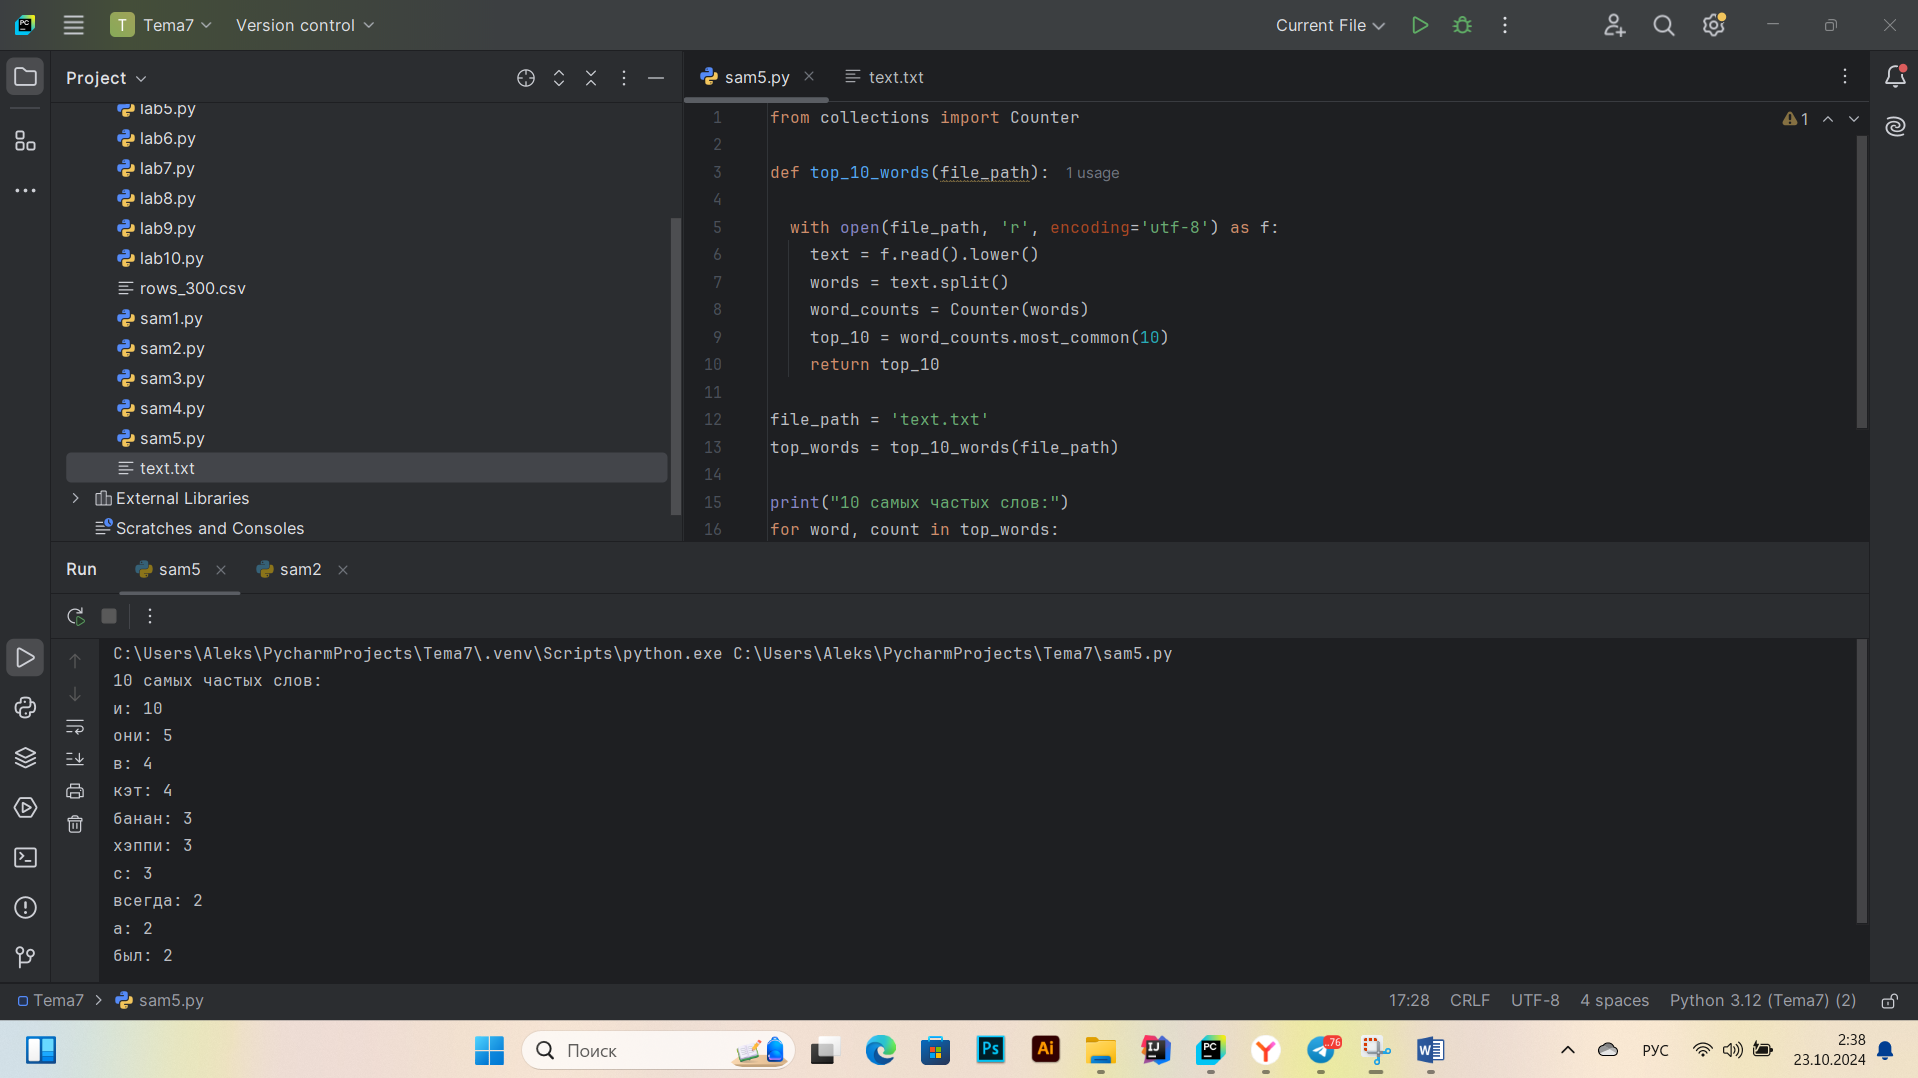 T Tema7 Version control Current File
Project
sam5.py text.txt
lab5.py
lab6.py
lab7.py
lab8.py
lab9.py
lab10.py
rows_300.csv
sam1.py
sam2.py
sam3.py
sam4.py
sam5.py
text.txt
External Libraries
Scratches and Consoles
1 from collections import Counter
1
2
3 def top_10_words(file_path): 1 usage
4
5 with open(file_path, 'r', encoding='utf-8') as f:
6 text = f.read().lower()
7 words = text.split()
8 word_counts = Counter(words)
9 top_10 = word_counts.most_common(10)
10 return top_10
11
12 file_path = 'text.txt'
13 top_words = top_10_words(file_path)
14
15 print("10 самых частых слов:")
16 for word, count in top_words:
Run sam5 sam2
C:\Users\Aleks\PycharmProjects\Tema7\.venv\Scripts\python.exe C:\Users\Aleks\PycharmProjects\Tema7\sam5.py
10 самых частых слов:
и: 10
они: 5
в: 4
кэт: 4
банан: 3
хэппи: 3
с: 3
всегда: 2
а: 2
был: 2
Tema7 > sam5.py 17:28 CRLF UTF-8 4 spaces Python 3.12 (Tema7) (2)
Поиск
Ps
Ai
IJ
PC
Y
..76
W
РУС
2:38
23.10.2024